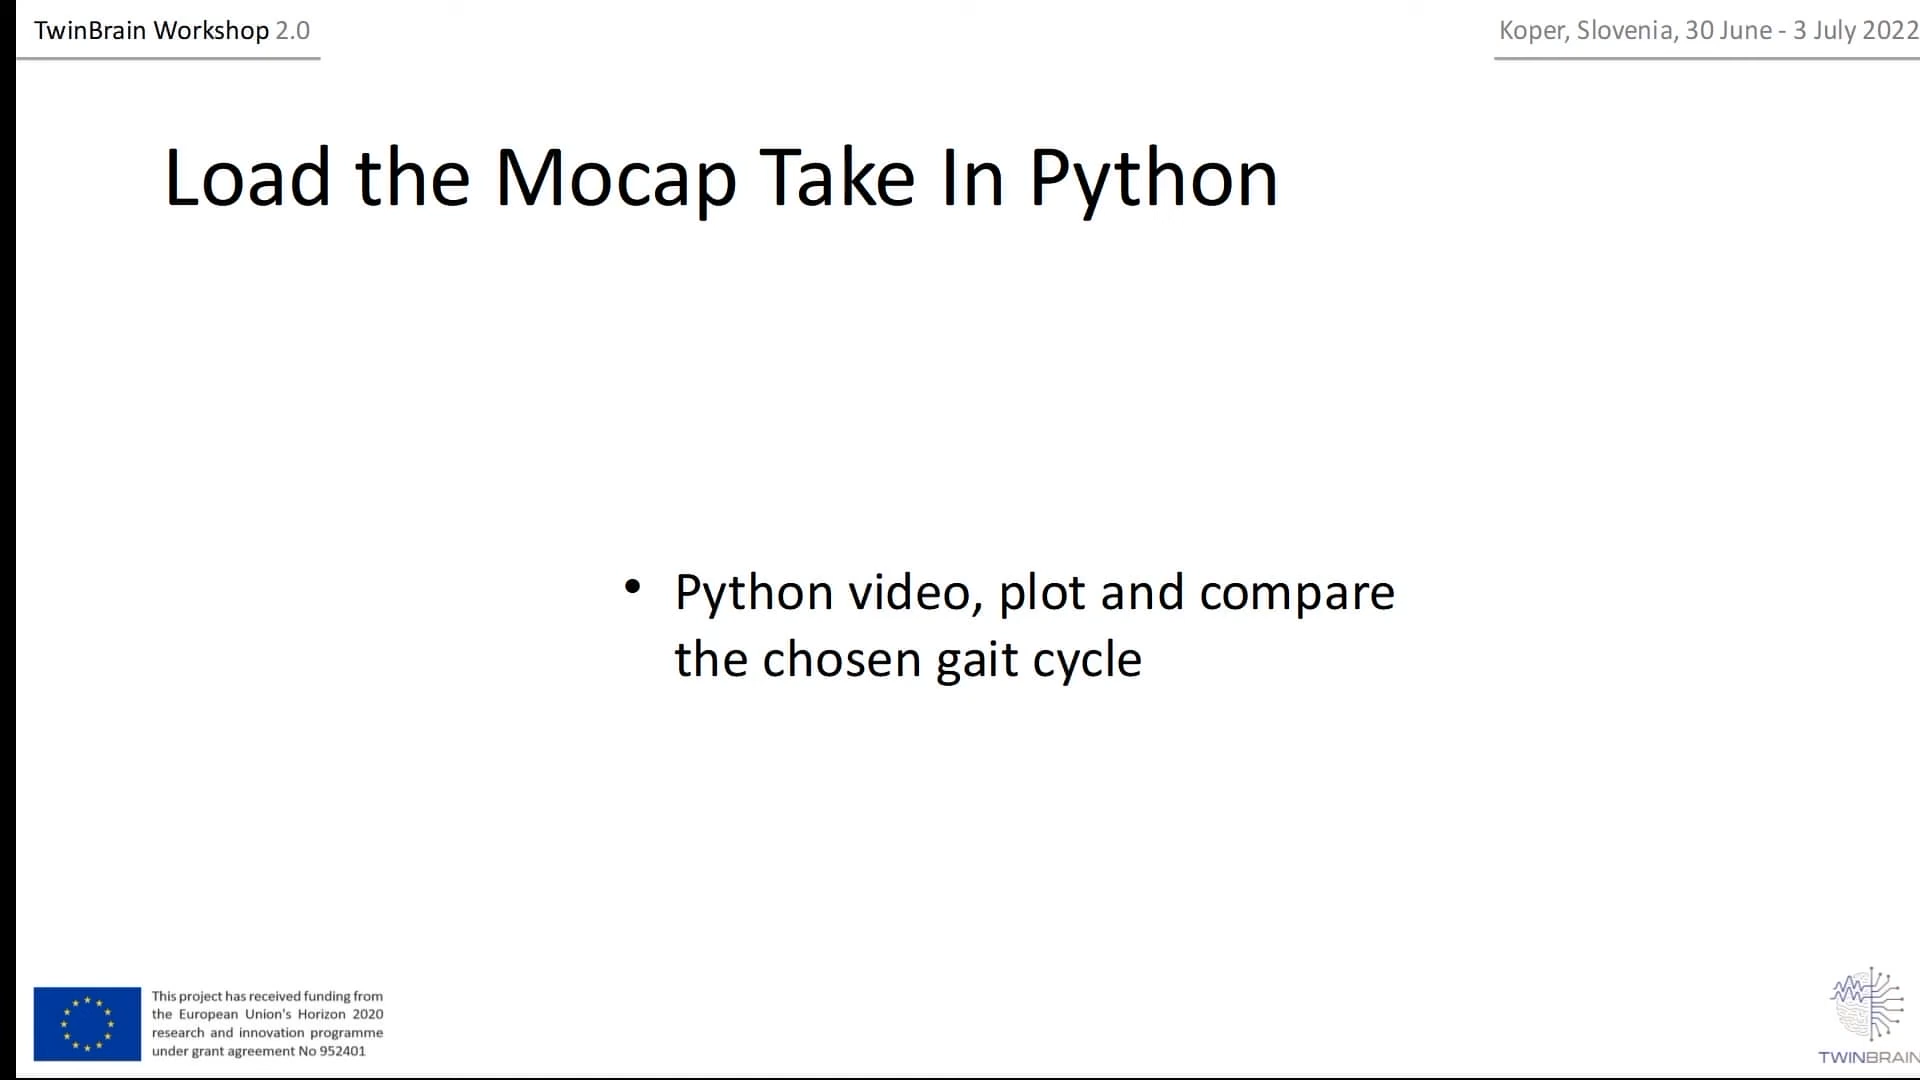 TwinBrain Workshop 2.0
Koper, Slovenia, 30 June - 3 July 2022
Load the Mocap Take In Python
• Python video, plot and compare
the chosen gait cycle
This project has received funding from
the European Union's Horizon 2020
research and innovation programme
under grant agreement No 952401
TWINBRAIN